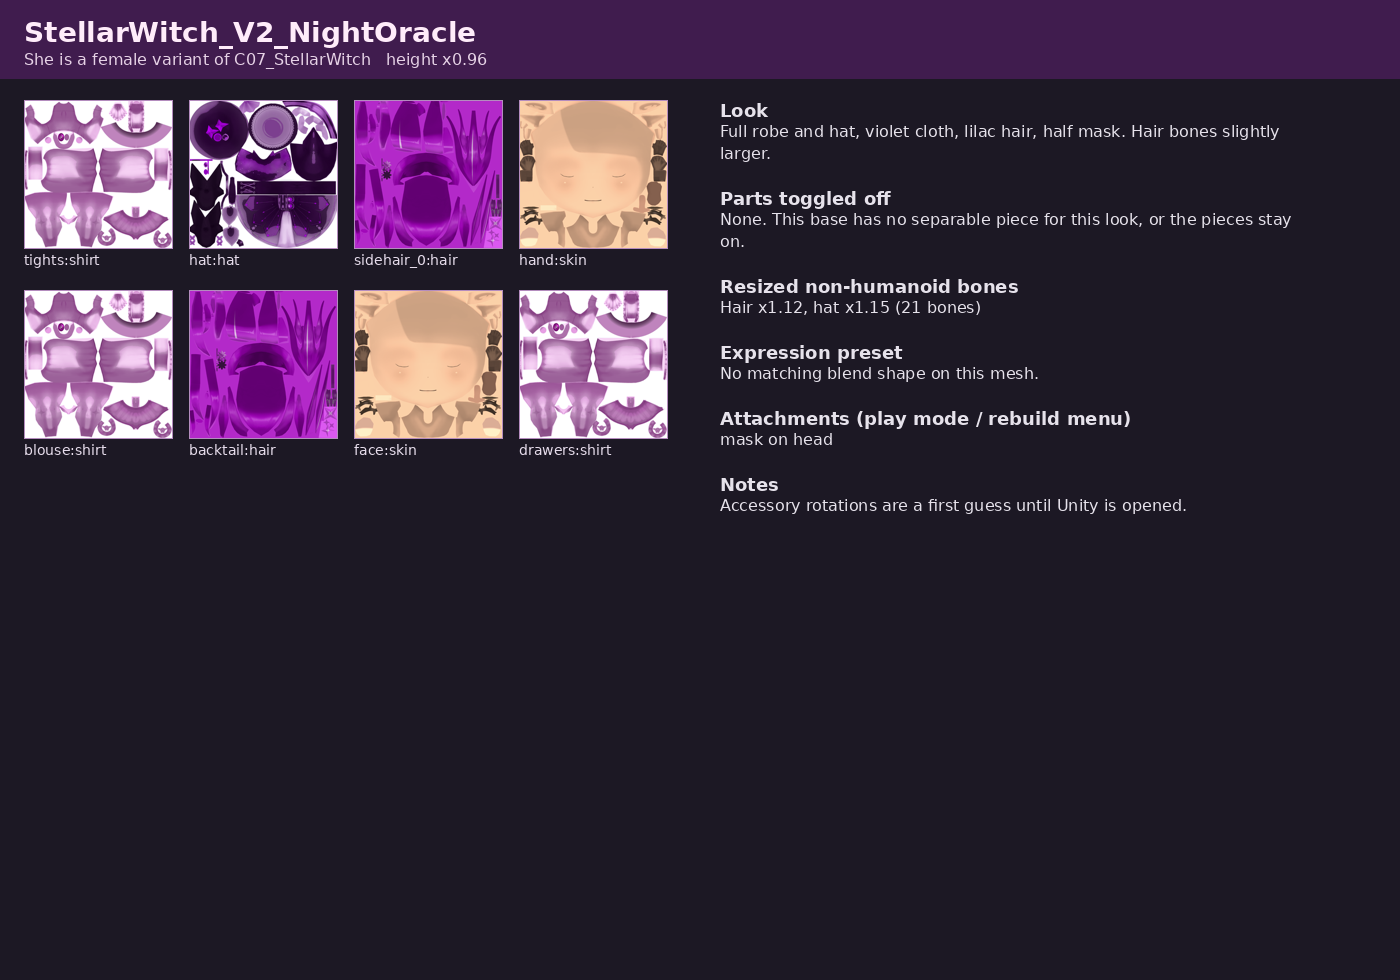 StellarWitch_V2_NightOracle
She is a female variant of C07_StellarWitch   height x0.96
tights:shirt
hat:hat
sidehair_0:hair
hand:skin
blouse:shirt
backtail:hair
face:skin
drawers:shirt
Look
Full robe and hat, violet cloth, lilac hair, half mask. Hair bones slightly
larger.
Parts toggled off
None. This base has no separable piece for this look, or the pieces stay
on.
Resized non-humanoid bones
Hair x1.12, hat x1.15 (21 bones)
Expression preset
No matching blend shape on this mesh.
Attachments (play mode / rebuild menu)
mask on head
Notes
Accessory rotations are a first guess until Unity is opened.